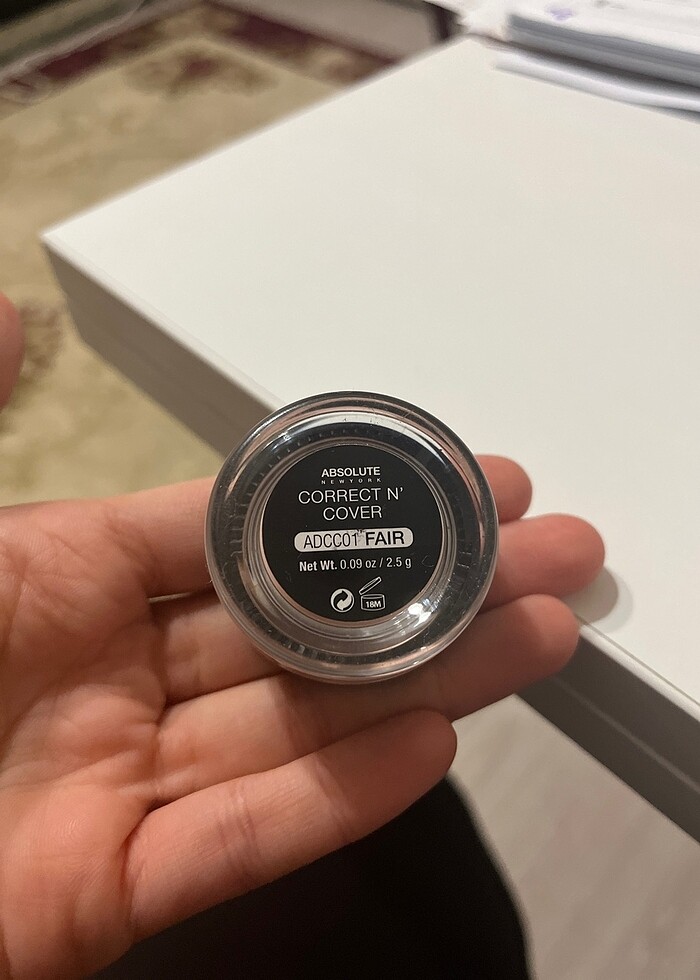 ABSOLUTE
NEW YORK
CORRECT N'
COVER
ADCC01 FAIR
Net Wt. 0.09 oz / 2.5 g
18M